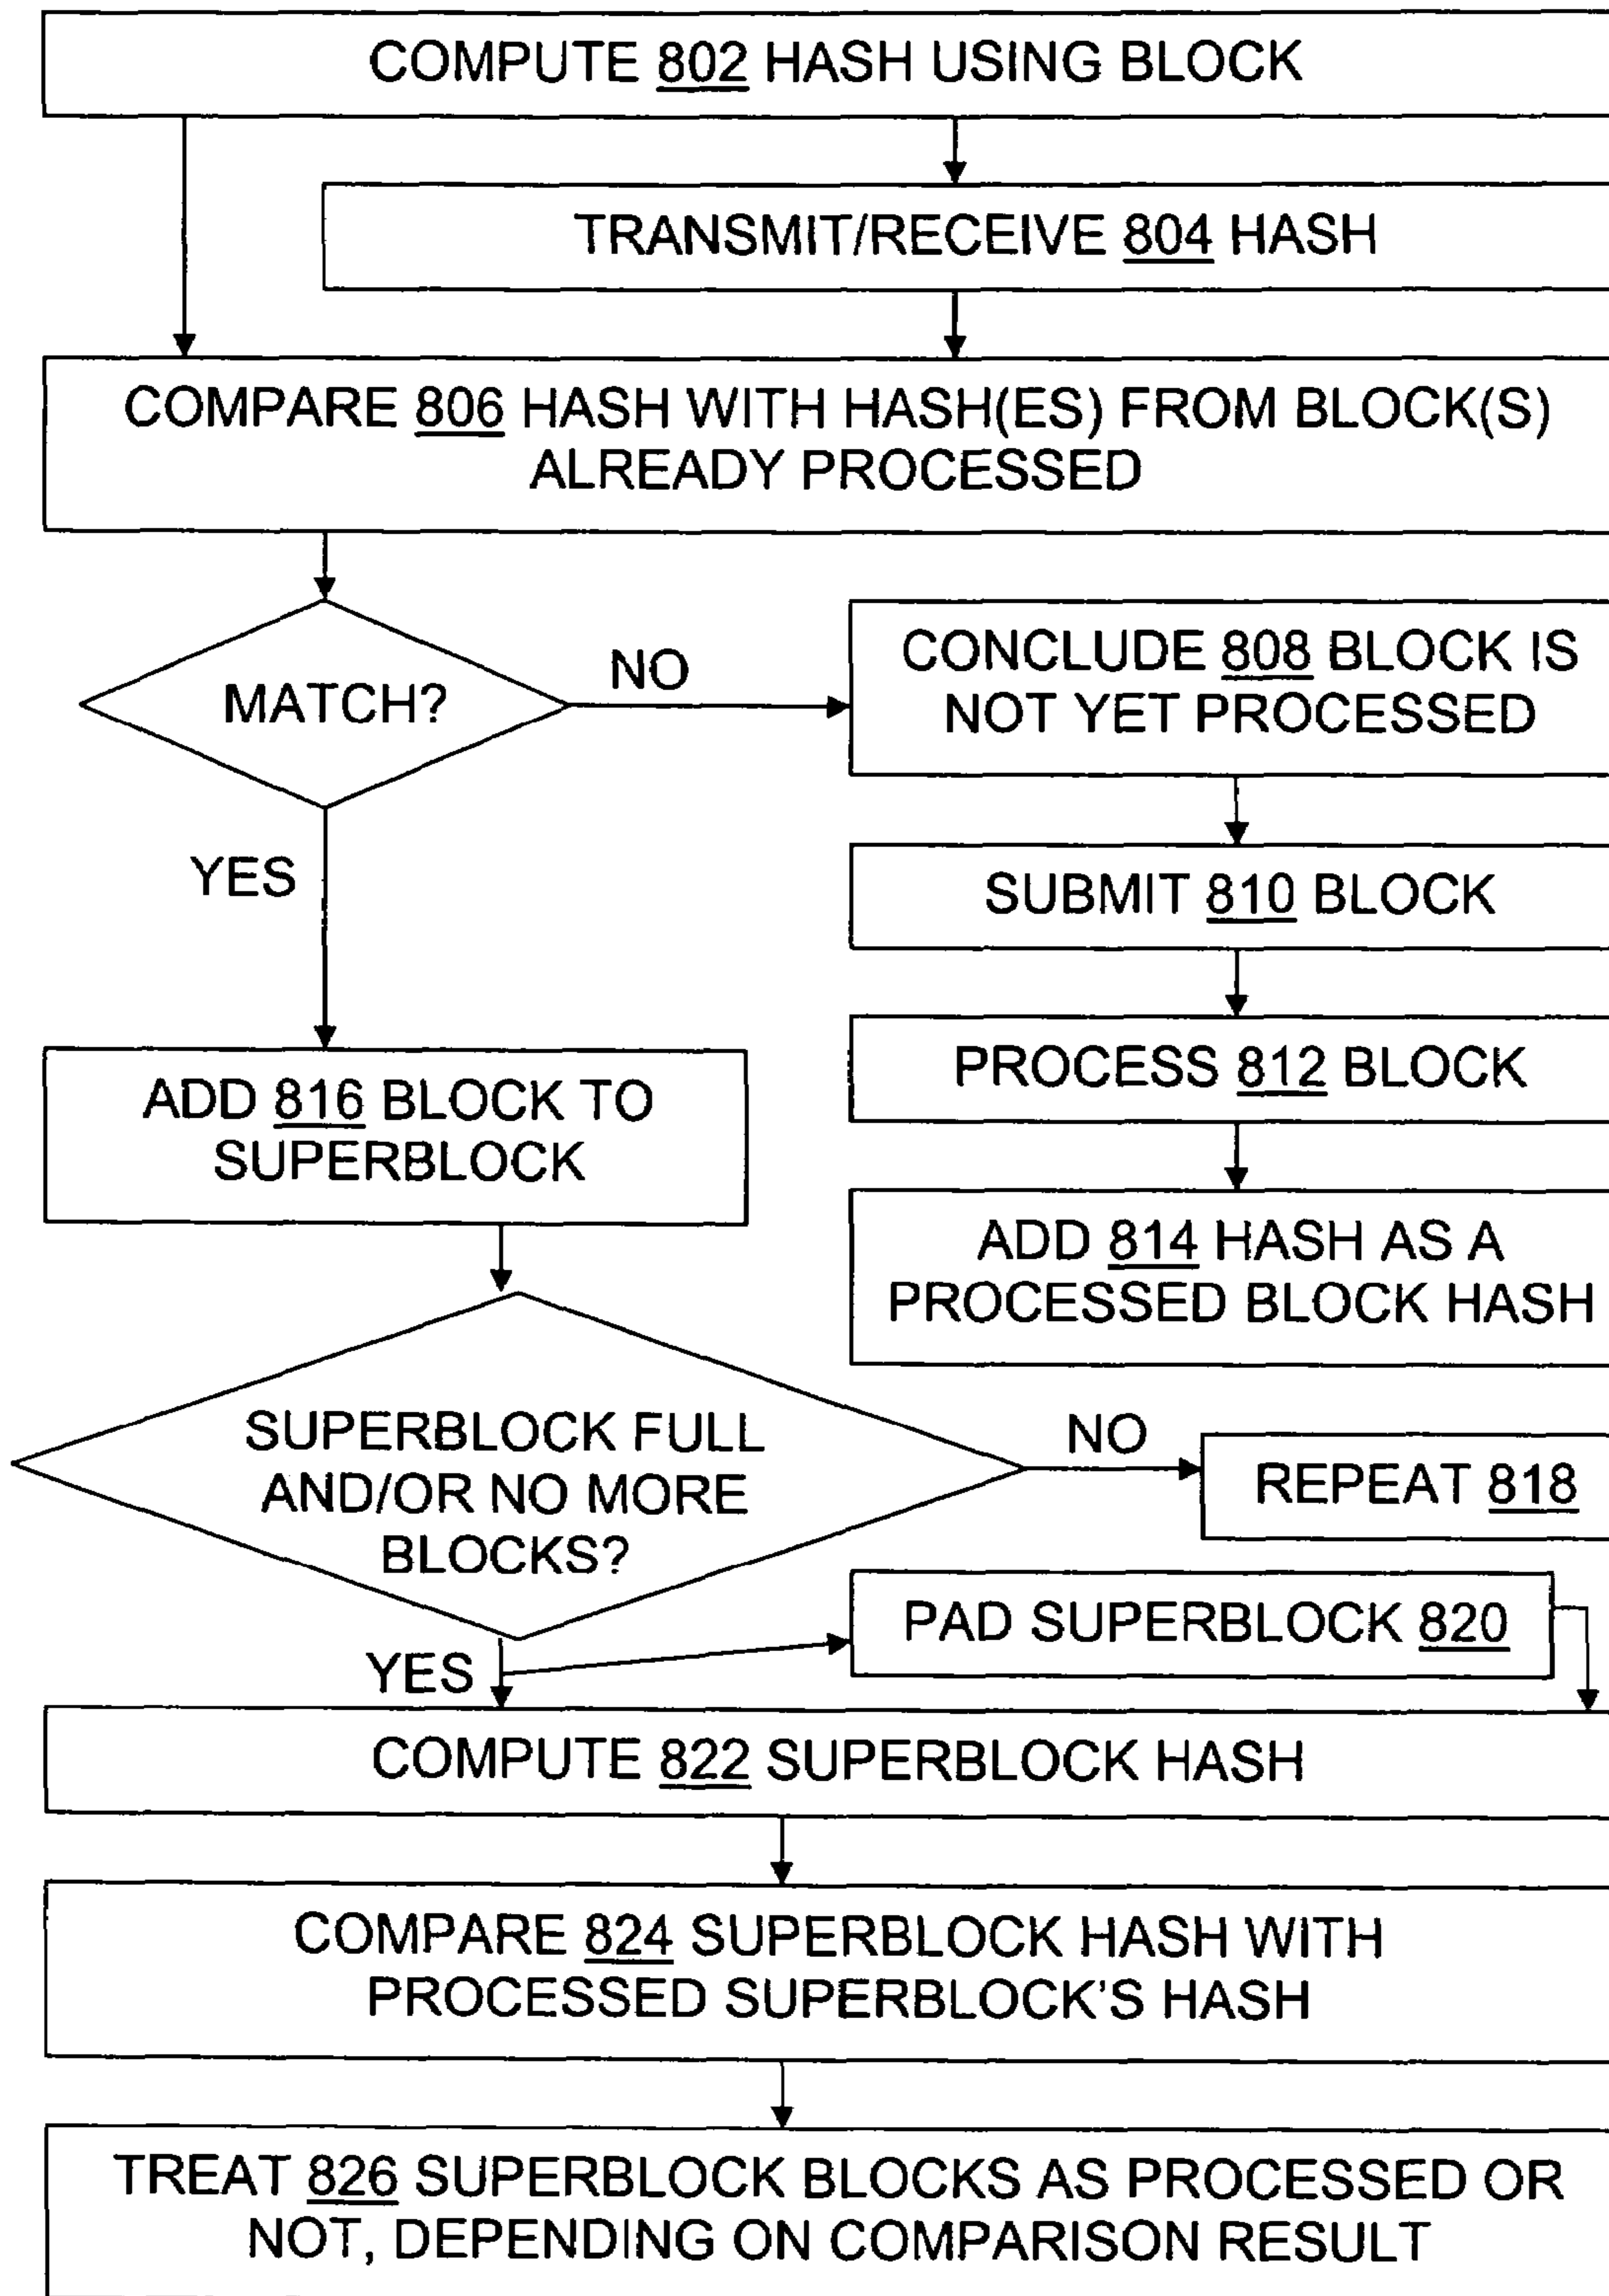 COMPUTE 802 HASH USING BLOCK
TRANSMIT/RECEIVE 804 HASH
COMPARE 806 HASH WITH HASH(ES) FROM BLOCK(S)
ALREADY PROCESSED
MATCH?
NO
CONCLUDE 808 BLOCK IS
NOT YET PROCESSED
SUBMIT 810 BLOCK
PROCESS 812 BLOCK
ADD 814 HASH AS A
PROCESSED BLOCK HASH
YES
ADD 816 BLOCK TO
SUPERBLOCK
SUPERBLOCK FULL
AND/OR NO MORE
BLOCKS?
NO
REPEAT 818
YES
PAD SUPERBLOCK 820
COMPUTE 822 SUPERBLOCK HASH
COMPARE 824 SUPERBLOCK HASH WITH
PROCESSED SUPERBLOCK'S HASH
TREAT 826 SUPERBLOCK BLOCKS AS PROCESSED OR
NOT, DEPENDING ON COMPARISON RESULT